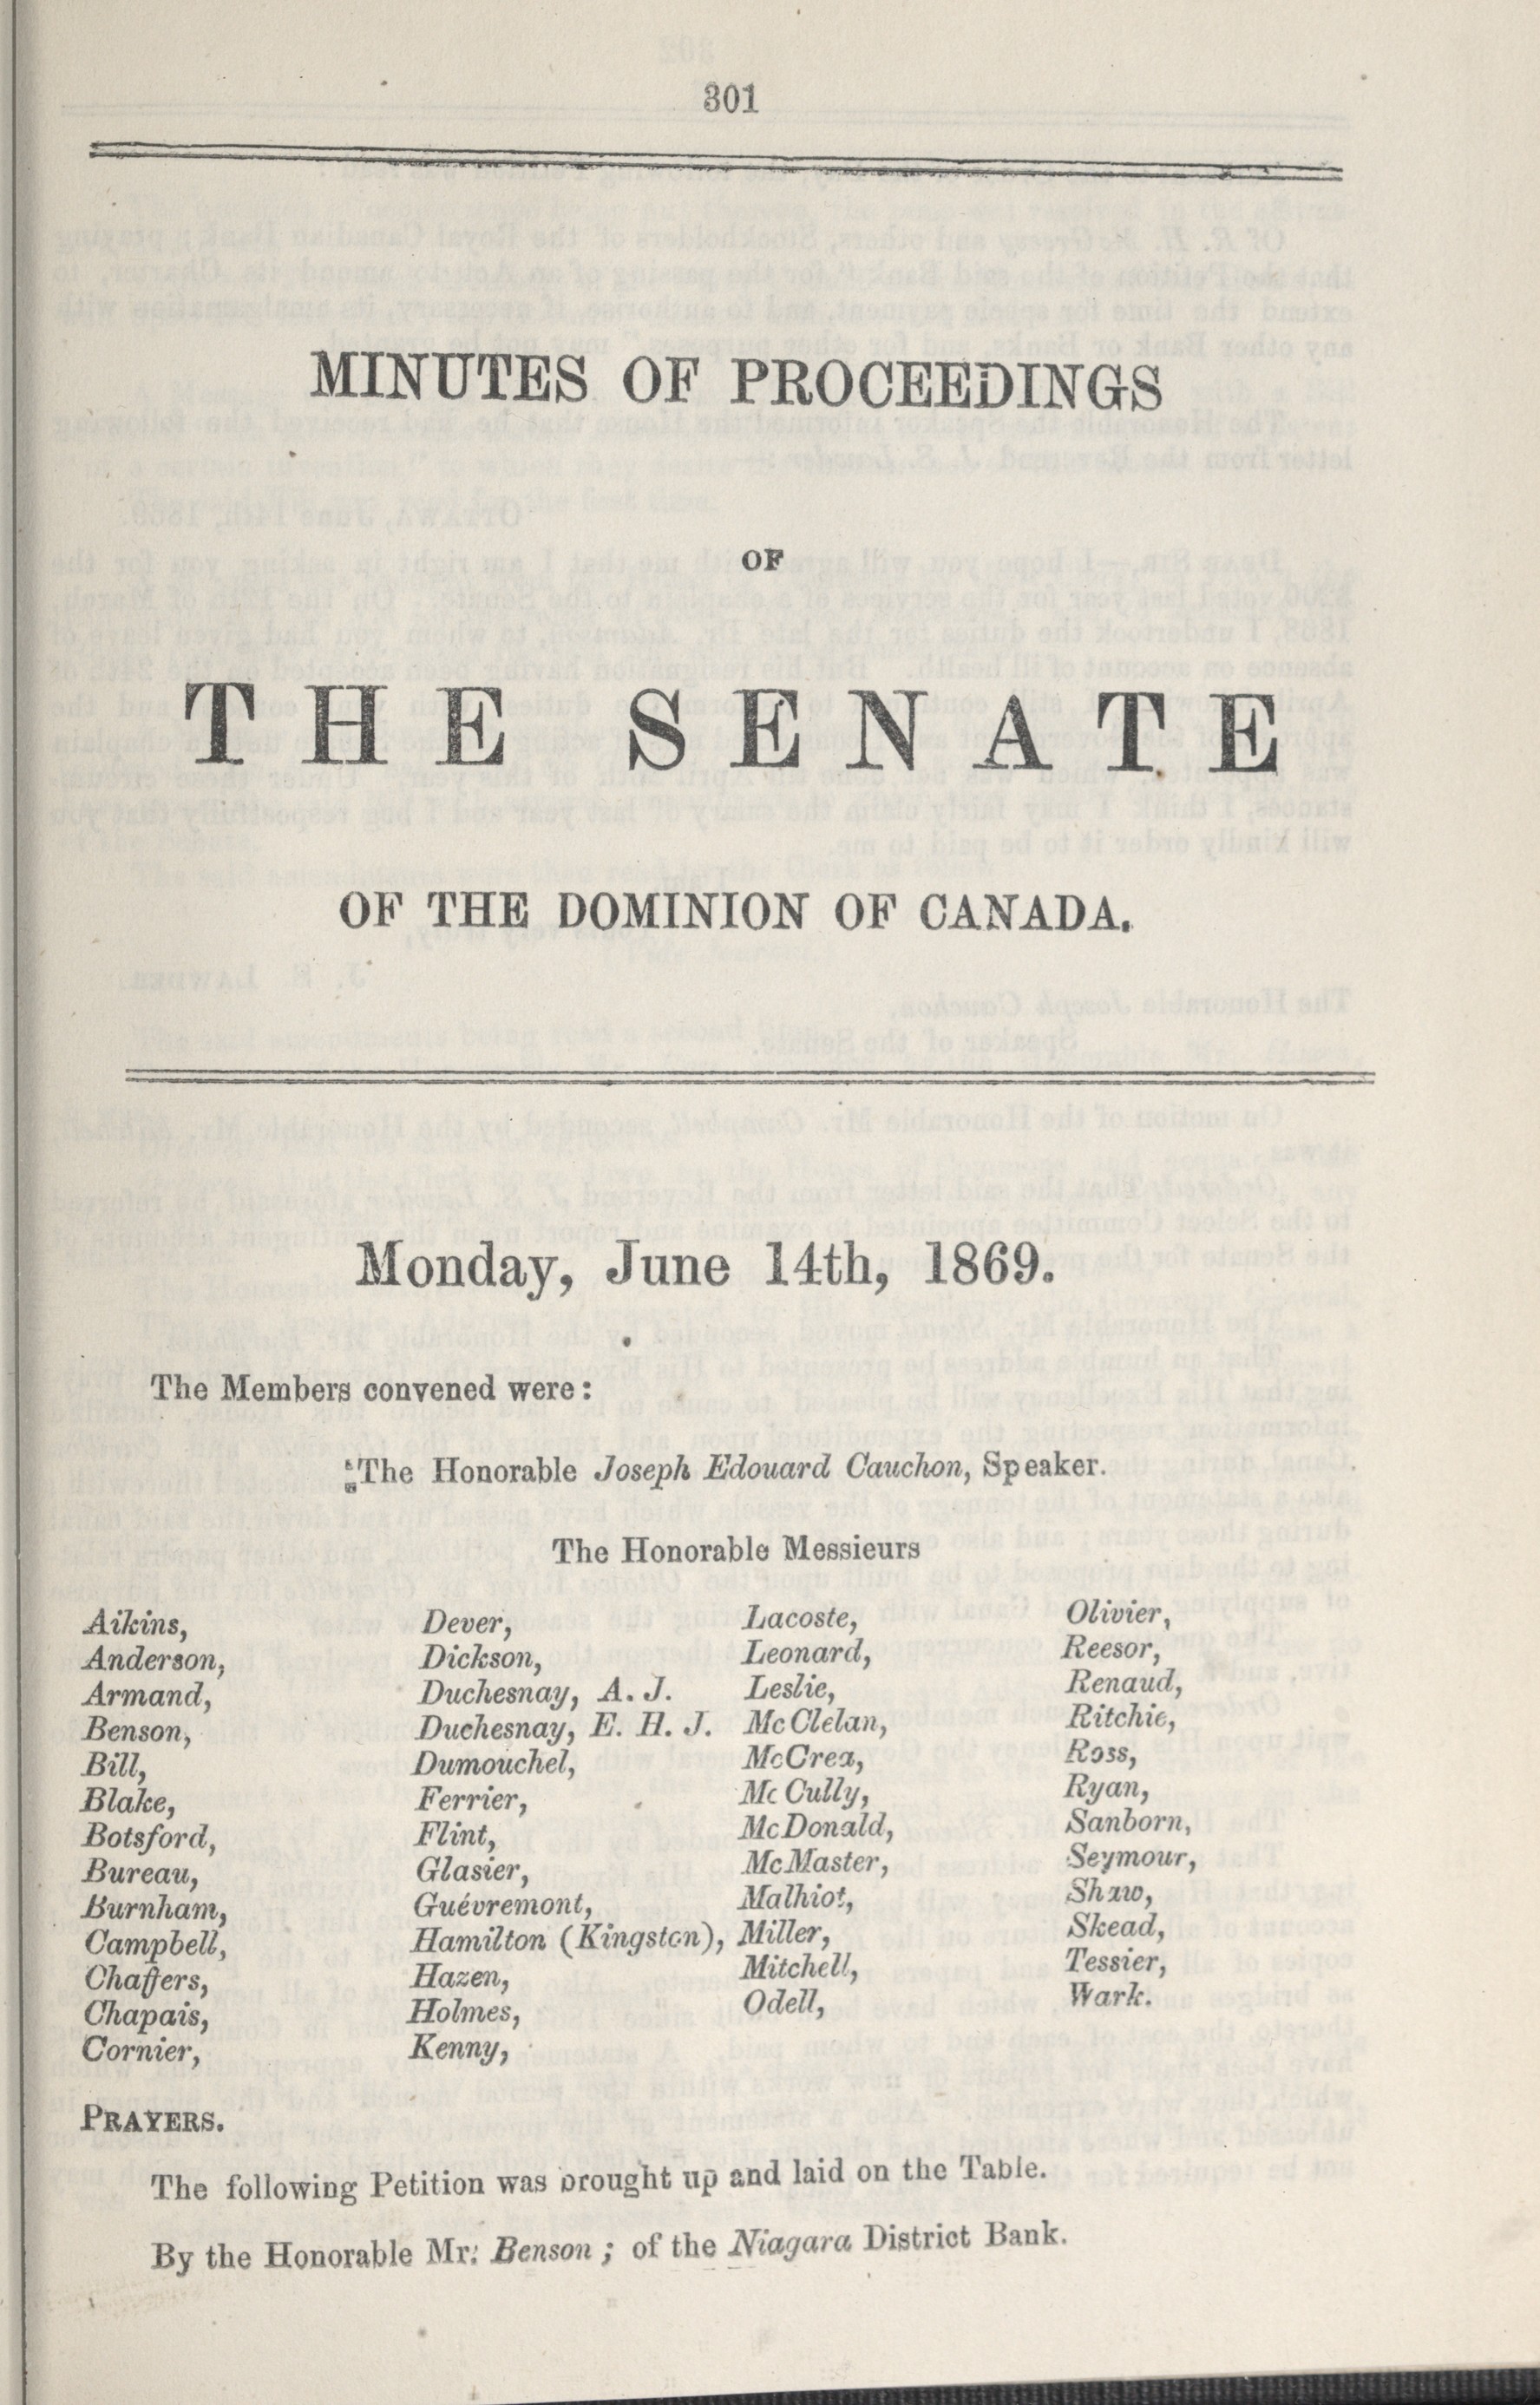 301
MINUTES OF PROCEEDINGS
OF
THE SENATE
OF THE DOMINION OF CANADA.
Monday, June 14th, 1869.
The Members convened were:
The Honorable Joseph Edouard Cauchon, Speaker.
The Honorable Messieurs
Aikins,
Anderson,
Armand,
Benson,
Bill,
Blake,
Botsford,
Bureau,
Burnham,
Campbell,
Chaffers,
Chapais,
Cornier,
Dever,
Dickson,
Duchesnay, A. J.
Duchesnay, E. H. J.
Dumouchel,
Ferrier,
Flint,
Glasier,
Guévremont,
Hamilton (Kingston),
Hazen,
Holmes,
Kenny,
Lacoste,
Leonard,
Leslie,
McClelan,
McCrea,
McCully,
McDonald,
McMaster,
Malhiot,
Miller,
Mitchell,
Odell,
Olivier,
Reesor,
Renaud,
Ritchie,
Ross,
Ryan,
Sanborn,
Seymour,
Shaw,
Skead,
Tessier,
Wark.
PRAYERS.
The following Petition was brought up and laid on the Table.
By the Honorable Mr. Benson; of the Niagara District Bank.